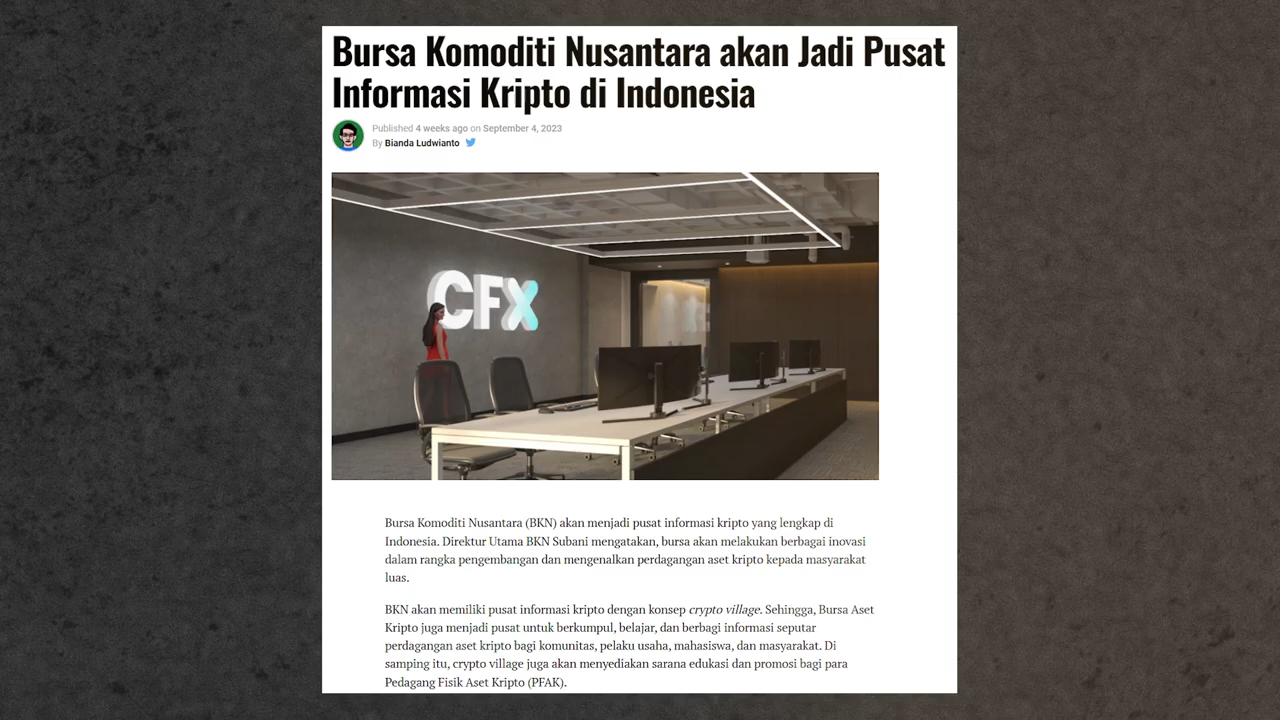 Bursa Komoditi Nusantara akan Jadi Pusat
Informasi Kripto di Indonesia
Published 4 weeks ago on September 4, 2023
By Bianda Ludwianto
CFX
Bursa Komoditi Nusantara (BKN) akan menjadi pusat informasi kripto yang lengkap di
Indonesia. Direktur Utama BKN Subani mengatakan, bursa akan melakukan berbagai inovasi
dalam rangka pengembangan dan mengenalkan perdagangan aset kripto kepada masyarakat
luas.
BKN akan memiliki pusat informasi kripto dengan konsep crypto village. Sehingga, Bursa Aset
Kripto juga menjadi pusat untuk berkumpul, belajar, dan berbagi informasi seputar
perdagangan aset kripto bagi komunitas, pelaku usaha, mahasiswa, dan masyarakat. Di
samping itu, crypto village juga akan menyediakan sarana edukasi dan promosi bagi para
Pedagang Fisik Aset Kripto (PFAK).